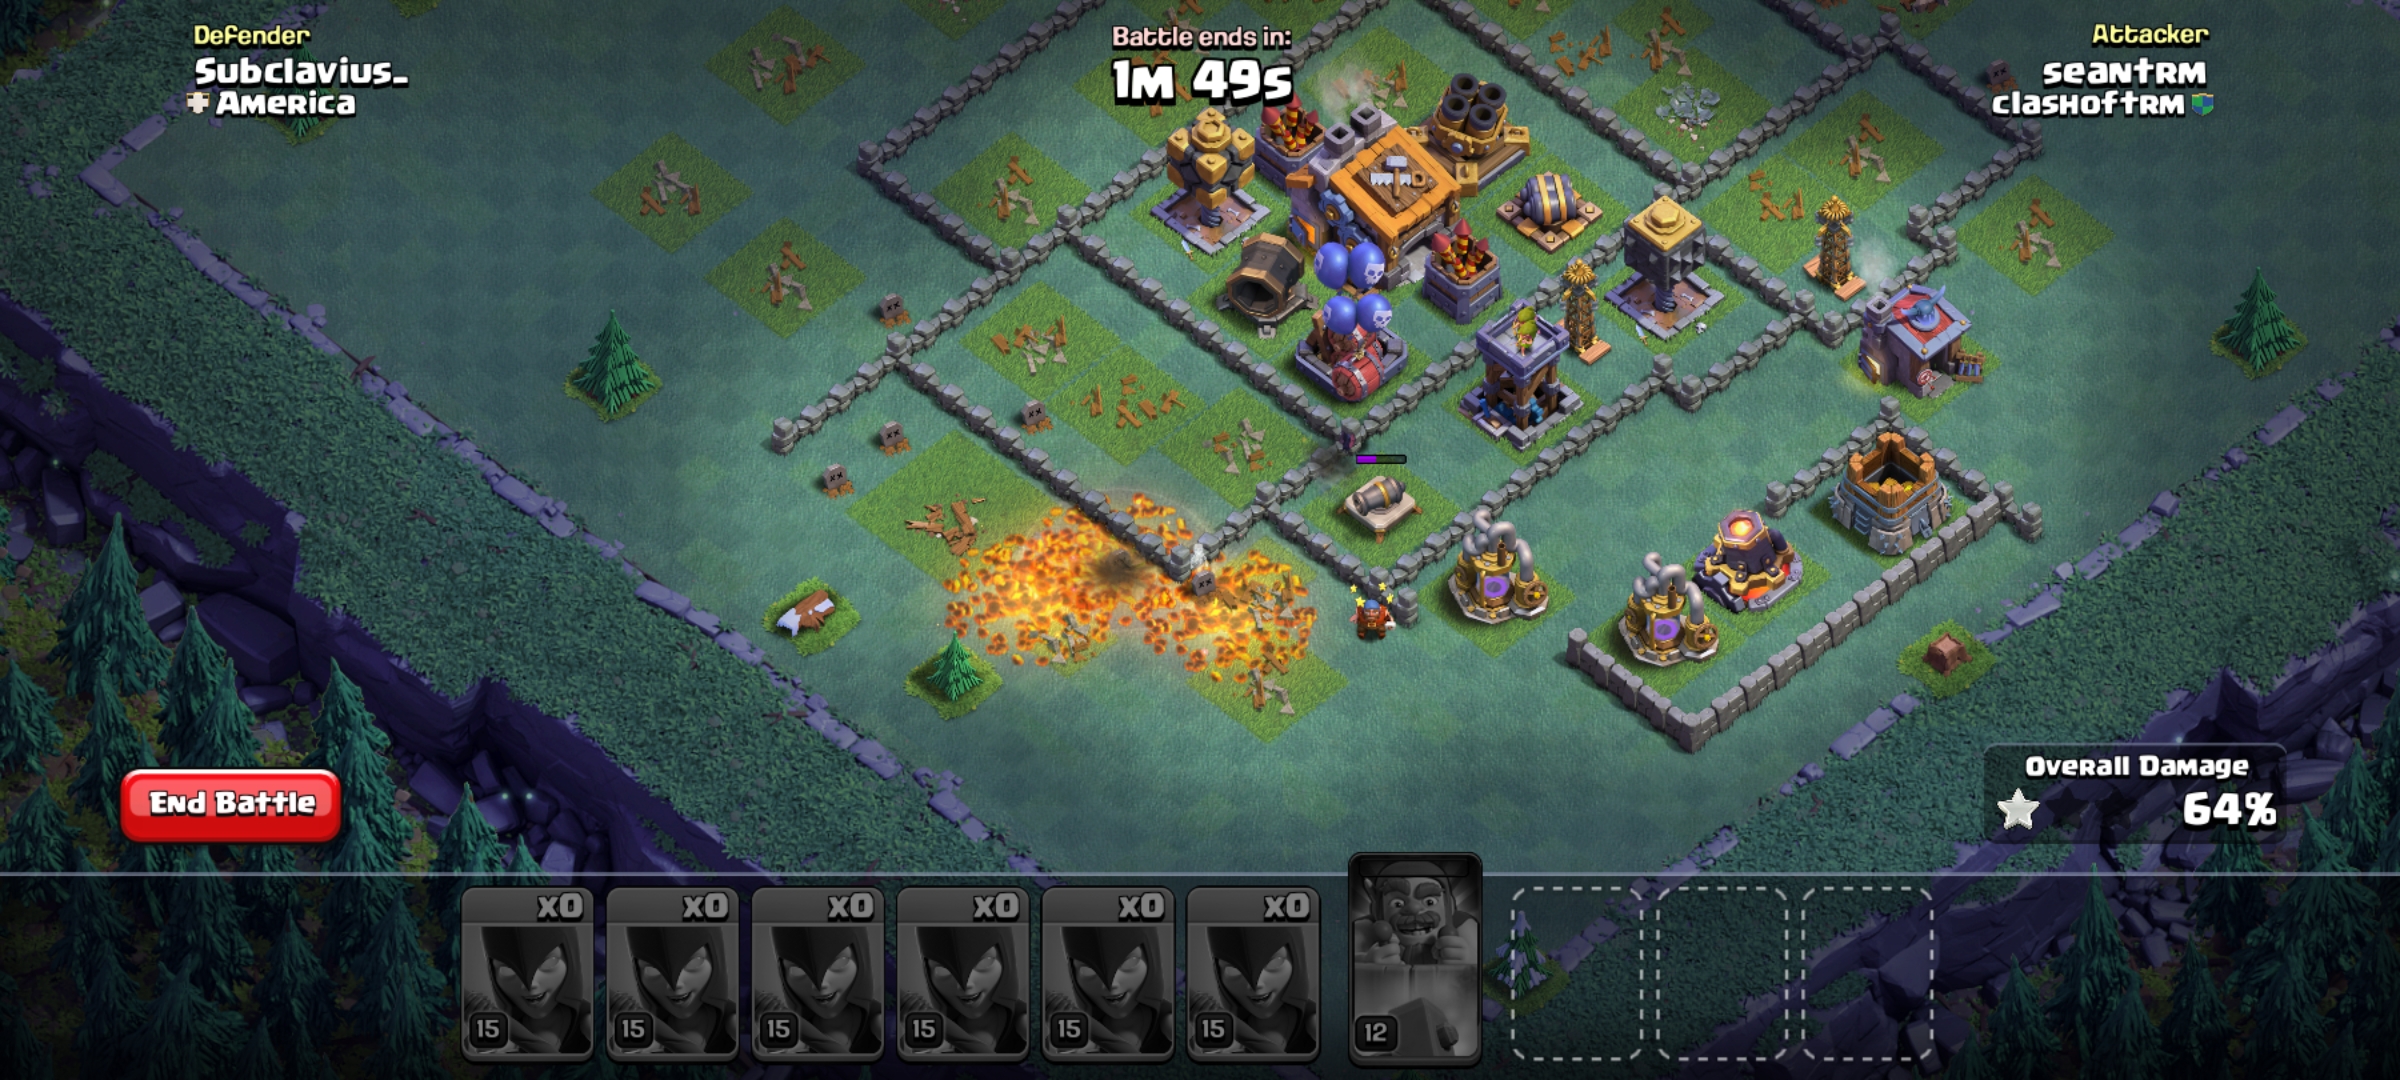 Defender
Subclavius_
America
Battle ends in:
1M 49s
Attacker
seantRM
clashoftRM
End Battle
Overall Damage
64%
x0
x0
x0
x0
x0
x0
15
15
15
15
15
15
12